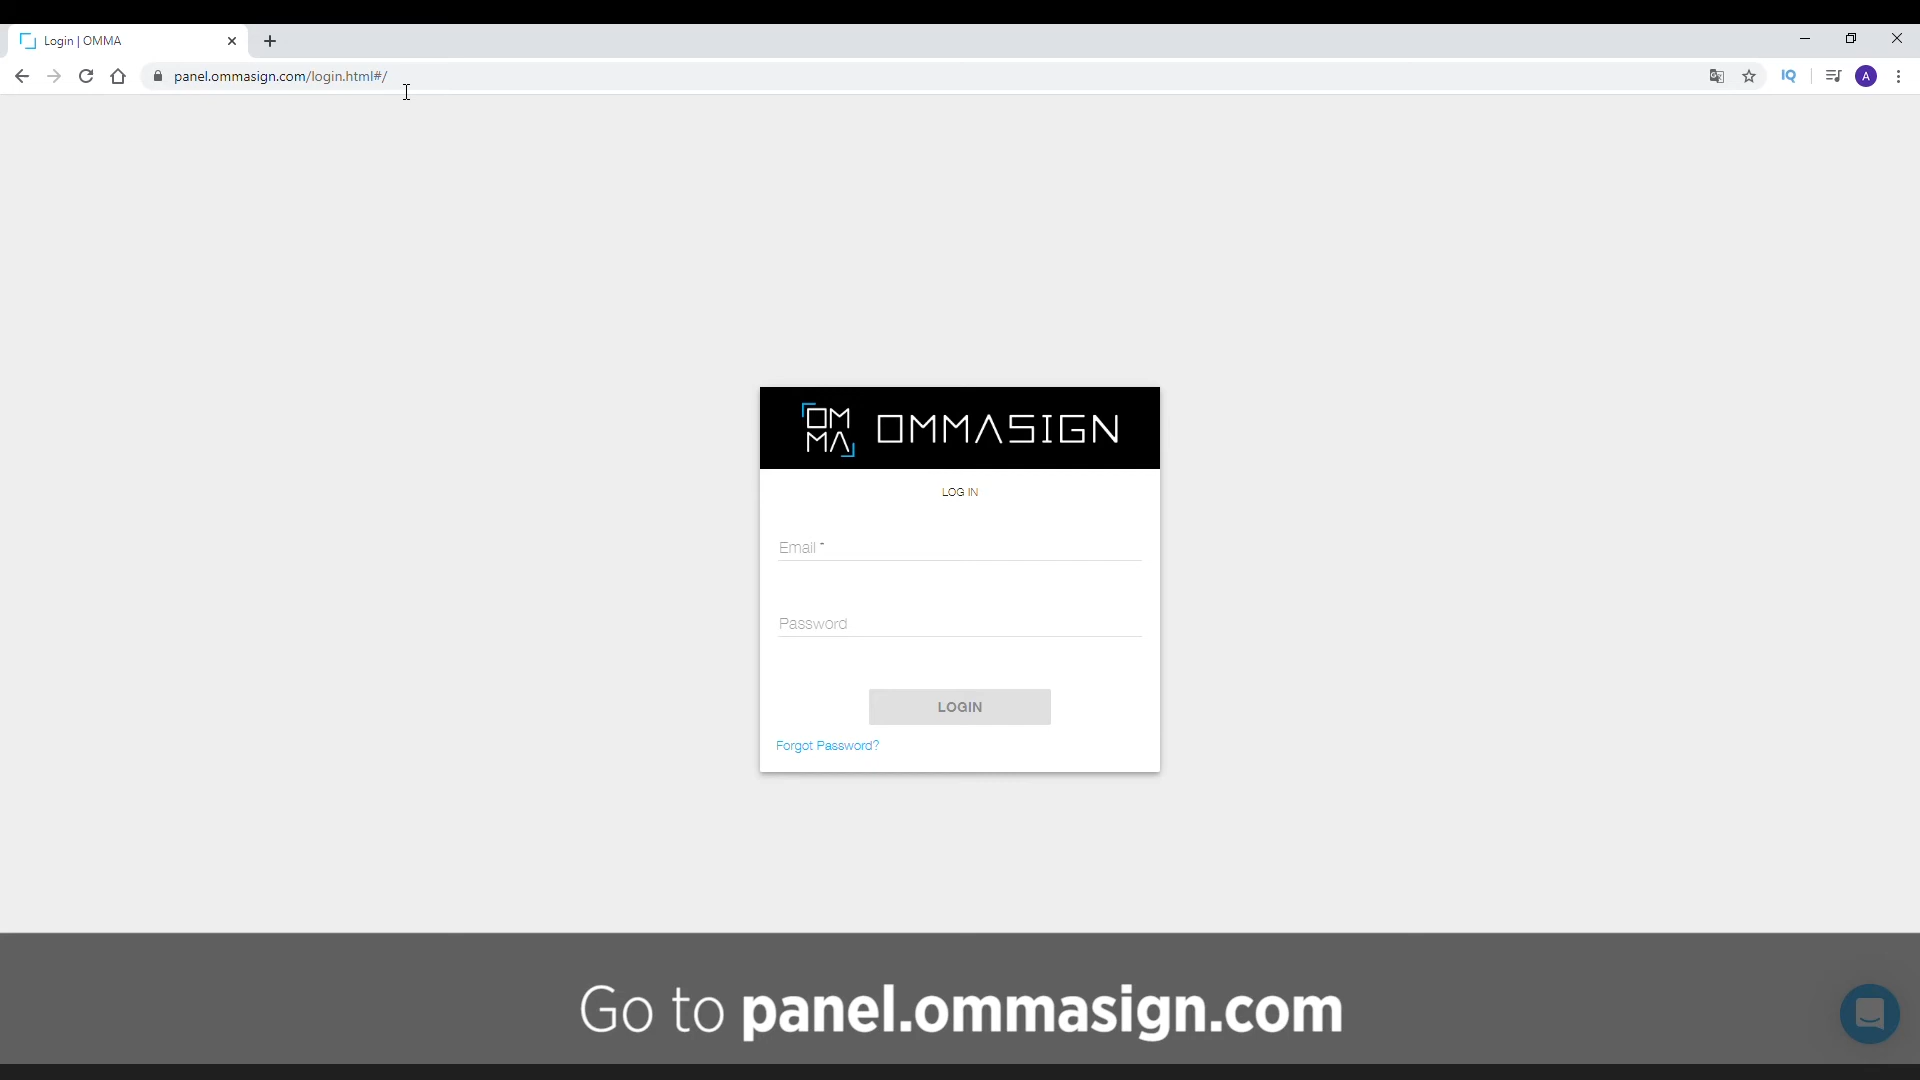 Login | OMMA
panel.ommasign.com/login.html#/
IQ
A
OM
MA
OMMASIGN
LOG IN
Email *
Password
LOGIN
Forgot Password?
Go to panel.ommasign.com